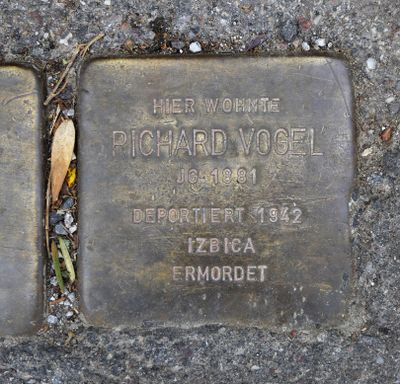 HIER WOHNTE
RICHARD VOGEL
JG. 1881
DEPORTIERT 1942
IZBICA
ERMORDET